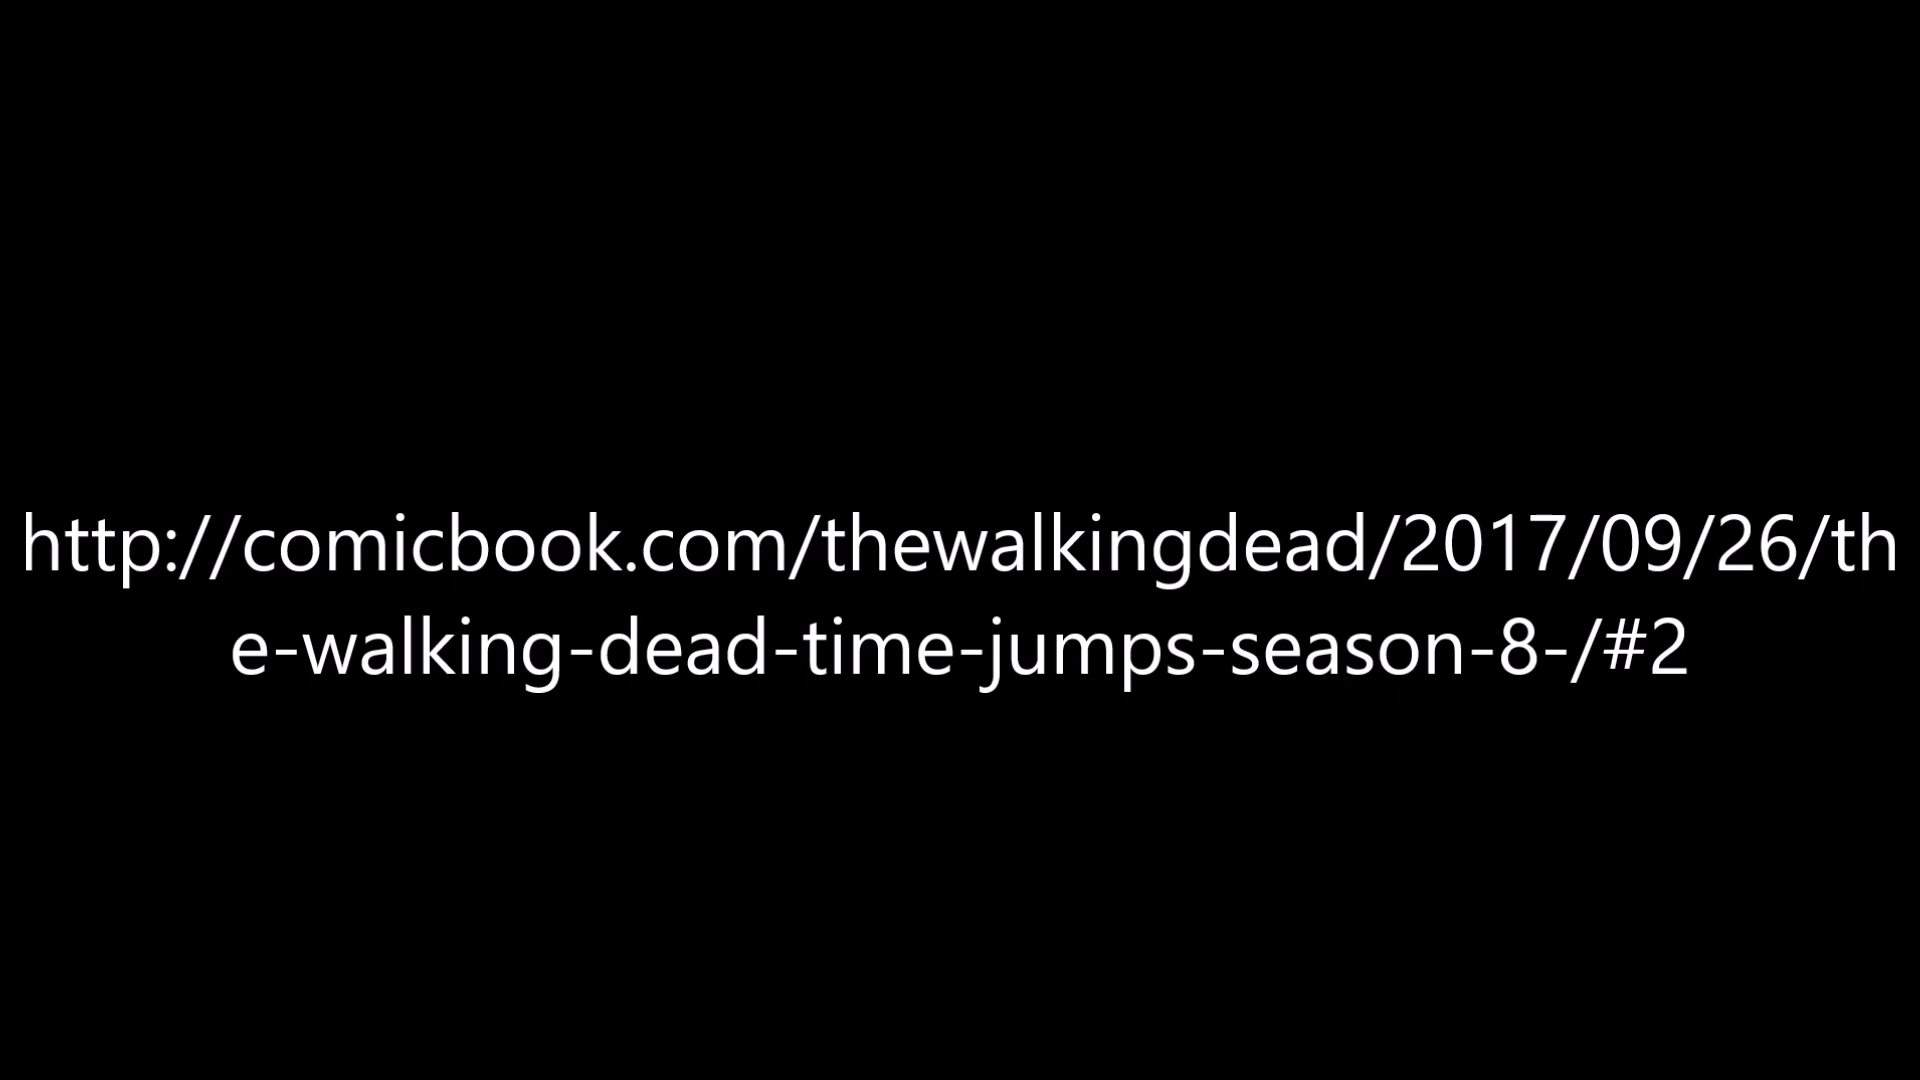 http://comicbook.com/thewalkingdead/2017/09/26/th
e-walking-dead-time-jumps-season-8-/#2